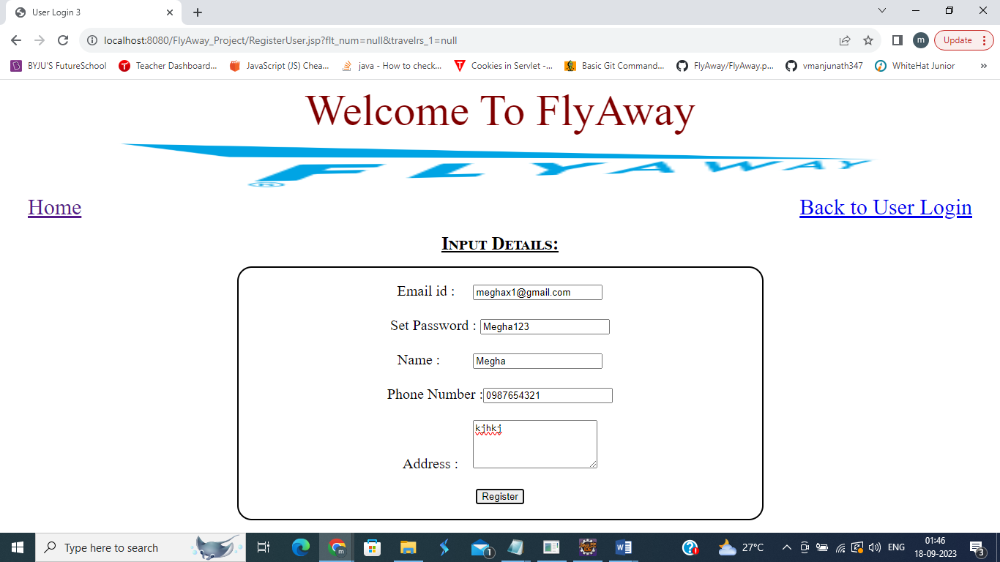 User Login 3
localhost:8080/FlyAway_Project/RegisterUser.jsp?flt_num=null&travelrs_1=null
m
Update
BYJU'S FutureSchool
Teacher Dashboard...
JavaScript (JS) Chea...
java - How to check...
Cookies in Servlet -...
Basic Git Command...
FlyAway/FlyAway.p...
vmanjunath347
WhiteHat Junior
»
Welcome To FlyAway
FLYAWAY
®
Home
Back to User Login
Input Details:
Email id : meghax1@gmail.com
Set Password : Megha123
Name : Megha
Phone Number : 0987654321
kjhkj
Address :
Register
Type here to search
m
1
27°C
ENG
01:46
18-09-2023
3